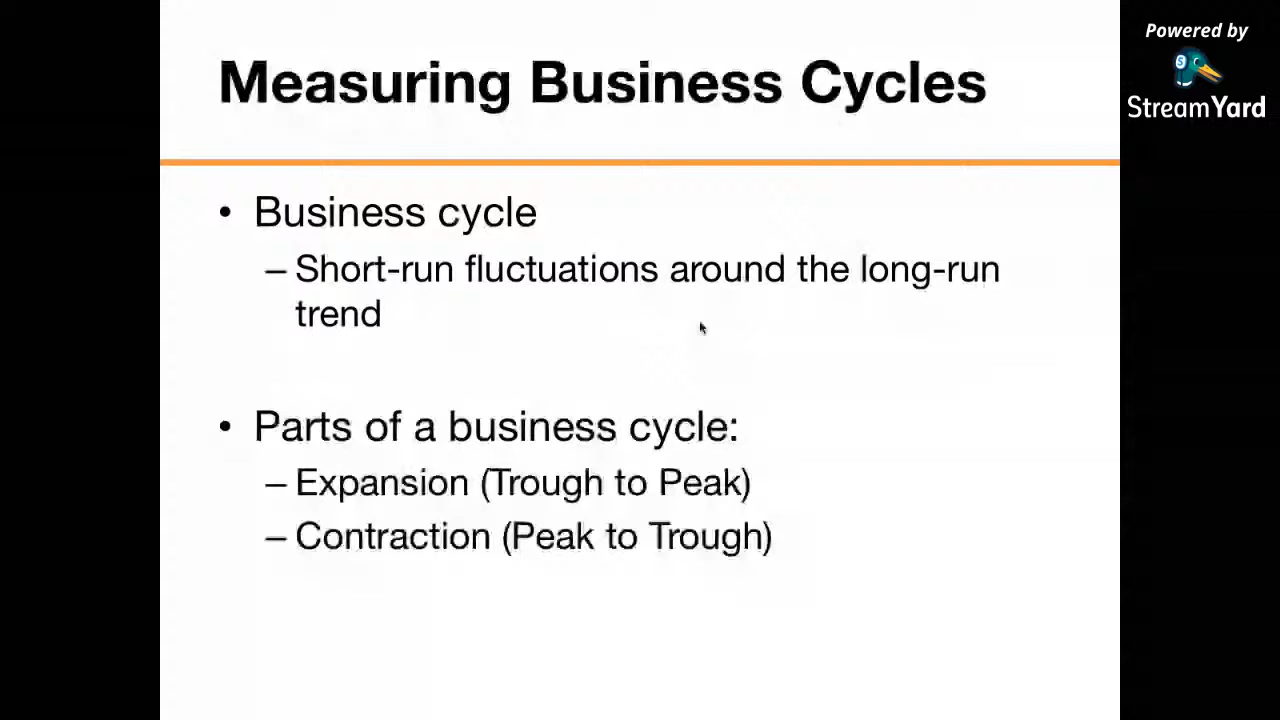 Powered by
StreamYard
Measuring Business Cycles
• Business cycle
– Short-run fluctuations around the long-run
trend
• Parts of a business cycle:
– Expansion (Trough to Peak)
– Contraction (Peak to Trough)